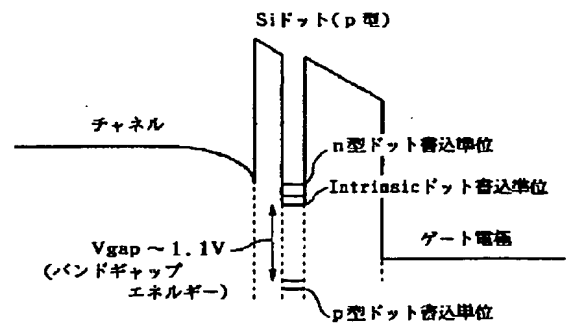 Siドット(p型)
チャネル
n型ドット書込準位
Intrinsicドット書込準位
Vgap～1.1V
(バンドギャップ
エネルギー)
ゲート電極
p型ドット書込単位